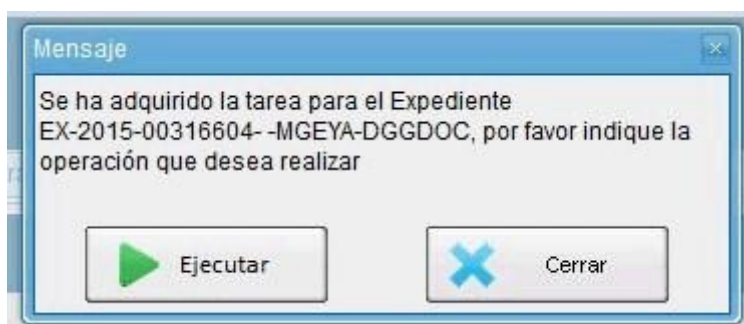 Mensaje
Se ha adquirido la tarea para el Expediente
EX-2015-00316604- -MGEYA-DGGDOC, por favor indique la
operación que desea realizar
Ejecutar
Cerrar